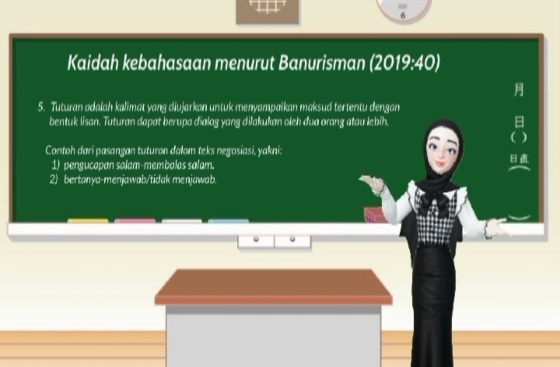 6
Kaidah kebahasaan menurut Banurisman (2019:40)
5. Tuturan adalah kalimat yang diujarkan untuk menyampaikan maksud tertentu dengan
bentuk lisan. Tuturan dapat berupa dialog yang dilakukan oleh dua orang atau lebih.
Contoh dari pasangan tuturan dalam teks negosiasi, yakni:
1) pengucapan salam-membalas salam.
2) bertanya-menjawab/tidak menjawab.
月
日
( )
日直
( )